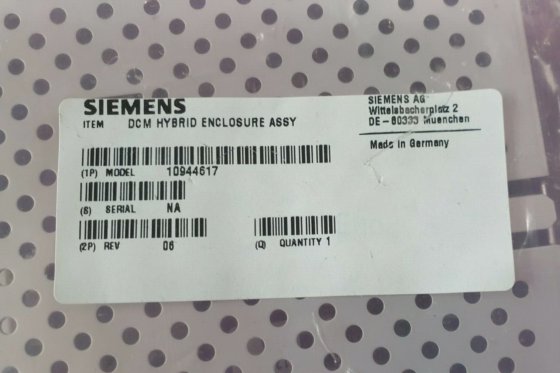 SIEMENS
ITEM DCM HYBRID ENCLOSURE ASSY
SIEMENS AG
Wittelsbacherplatz 2
DE-80333 Muenchen
Made in Germany
(1P) MODEL 10944617
(S) SERIAL NA
(2P) REV 06
(Q) QUANTITY 1